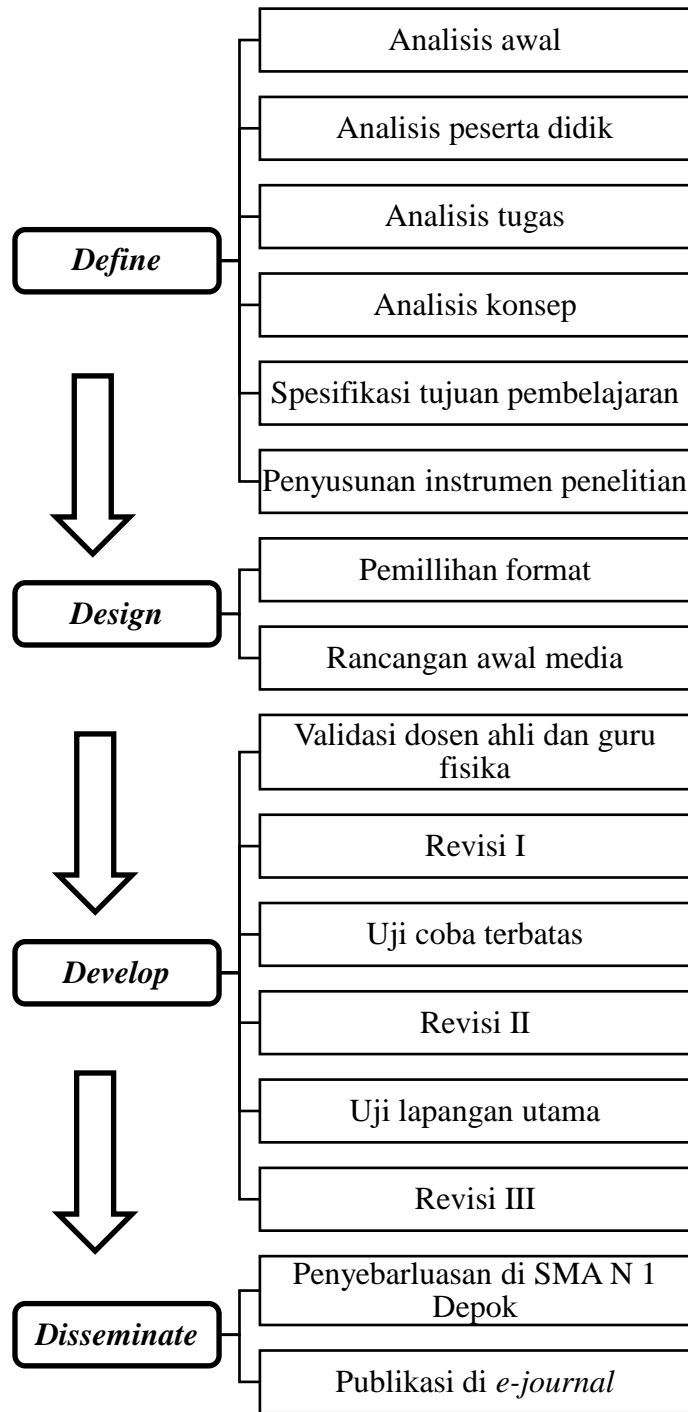 Define
Analisis awal
Analisis peserta didik
Analisis tugas
Analisis konsep
Spesifikasi tujuan pembelajaran
Penyusunan instrumen penelitian
Design
Pemillihan format
Rancangan awal media
Develop
Validasi dosen ahli dan guru
fisika
Revisi I
Uji coba terbatas
Revisi II
Uji lapangan utama
Revisi III
Disseminate
Penyebarluasan di SMA N 1
Depok
Publikasi di e-journal